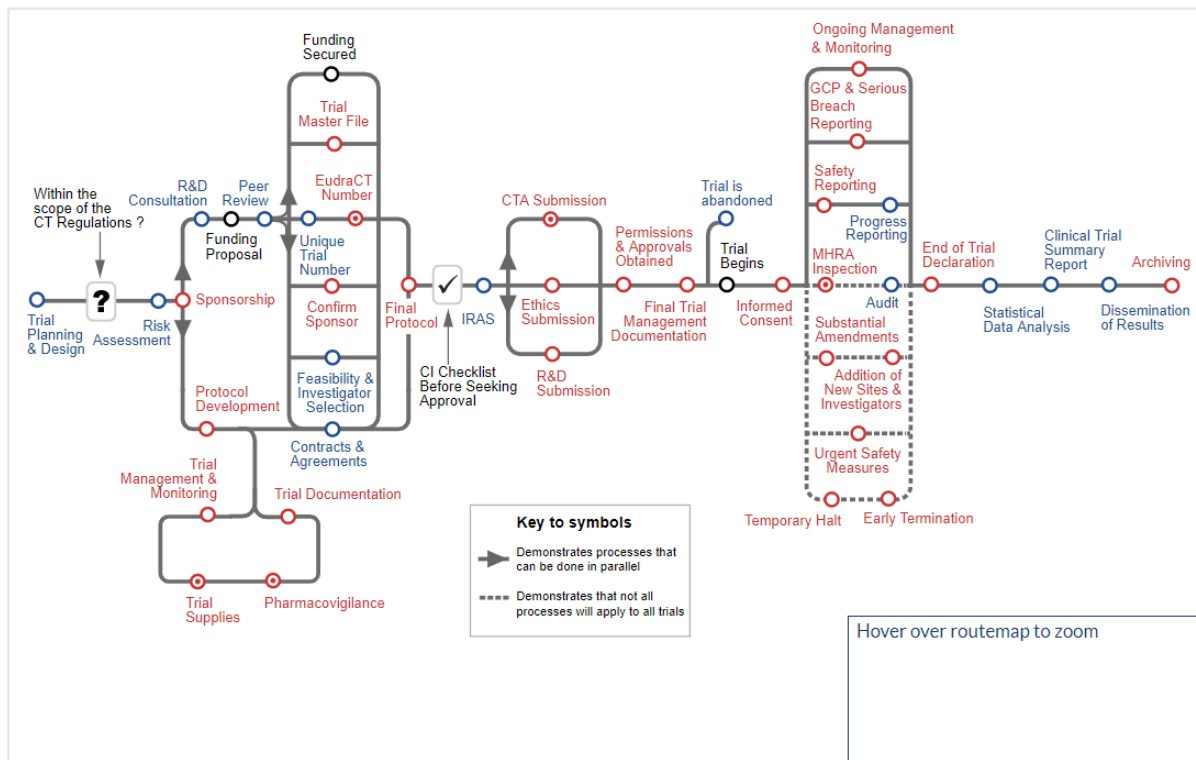 Funding
Secured
Trial
Master File
EudraCT
Number
R&D
Consultation
Peer
Review
Within the
scope of the
CT Regulations ?
Funding
Proposal
Unique
Trial
Number
Confirm
Sponsor
Trial
Planning
& Design
Risk
Assessment
Sponsorship
Feasibility &
Investigator
Selection
Protocol
Development
Contracts &
Agreements
Trial
Management &
Monitoring
Trial Documentation
Trial
Supplies
Pharmacovigilance
Final
Protocol
IRAS
CI Checklist
Before Seeking
Approval
CTA Submission
Ethics
Submission
R&D
Submission
Permissions
& Approvals
Obtained
Final Trial
Management
Documentation
Trial is
abandoned
Trial
Begins
Informed
Consent
Ongoing Management
& Monitoring
GCP & Serious
Breach
Reporting
Safety
Reporting
Progress
Reporting
MHRA
Inspection
Audit
Substantial
Amendments
Addition of
New Sites &
Investigators
Urgent Safety
Measures
Temporary Halt
Early Termination
End of Trial
Declaration
Statistical
Data Analysis
Clinical Trial
Summary
Report
Dissemination
of Results
Archiving
?
Key to symbols
Demonstrates processes that
can be done in parallel
Demonstrates that not all
processes will apply to all trials
Hover over routemap to zoom